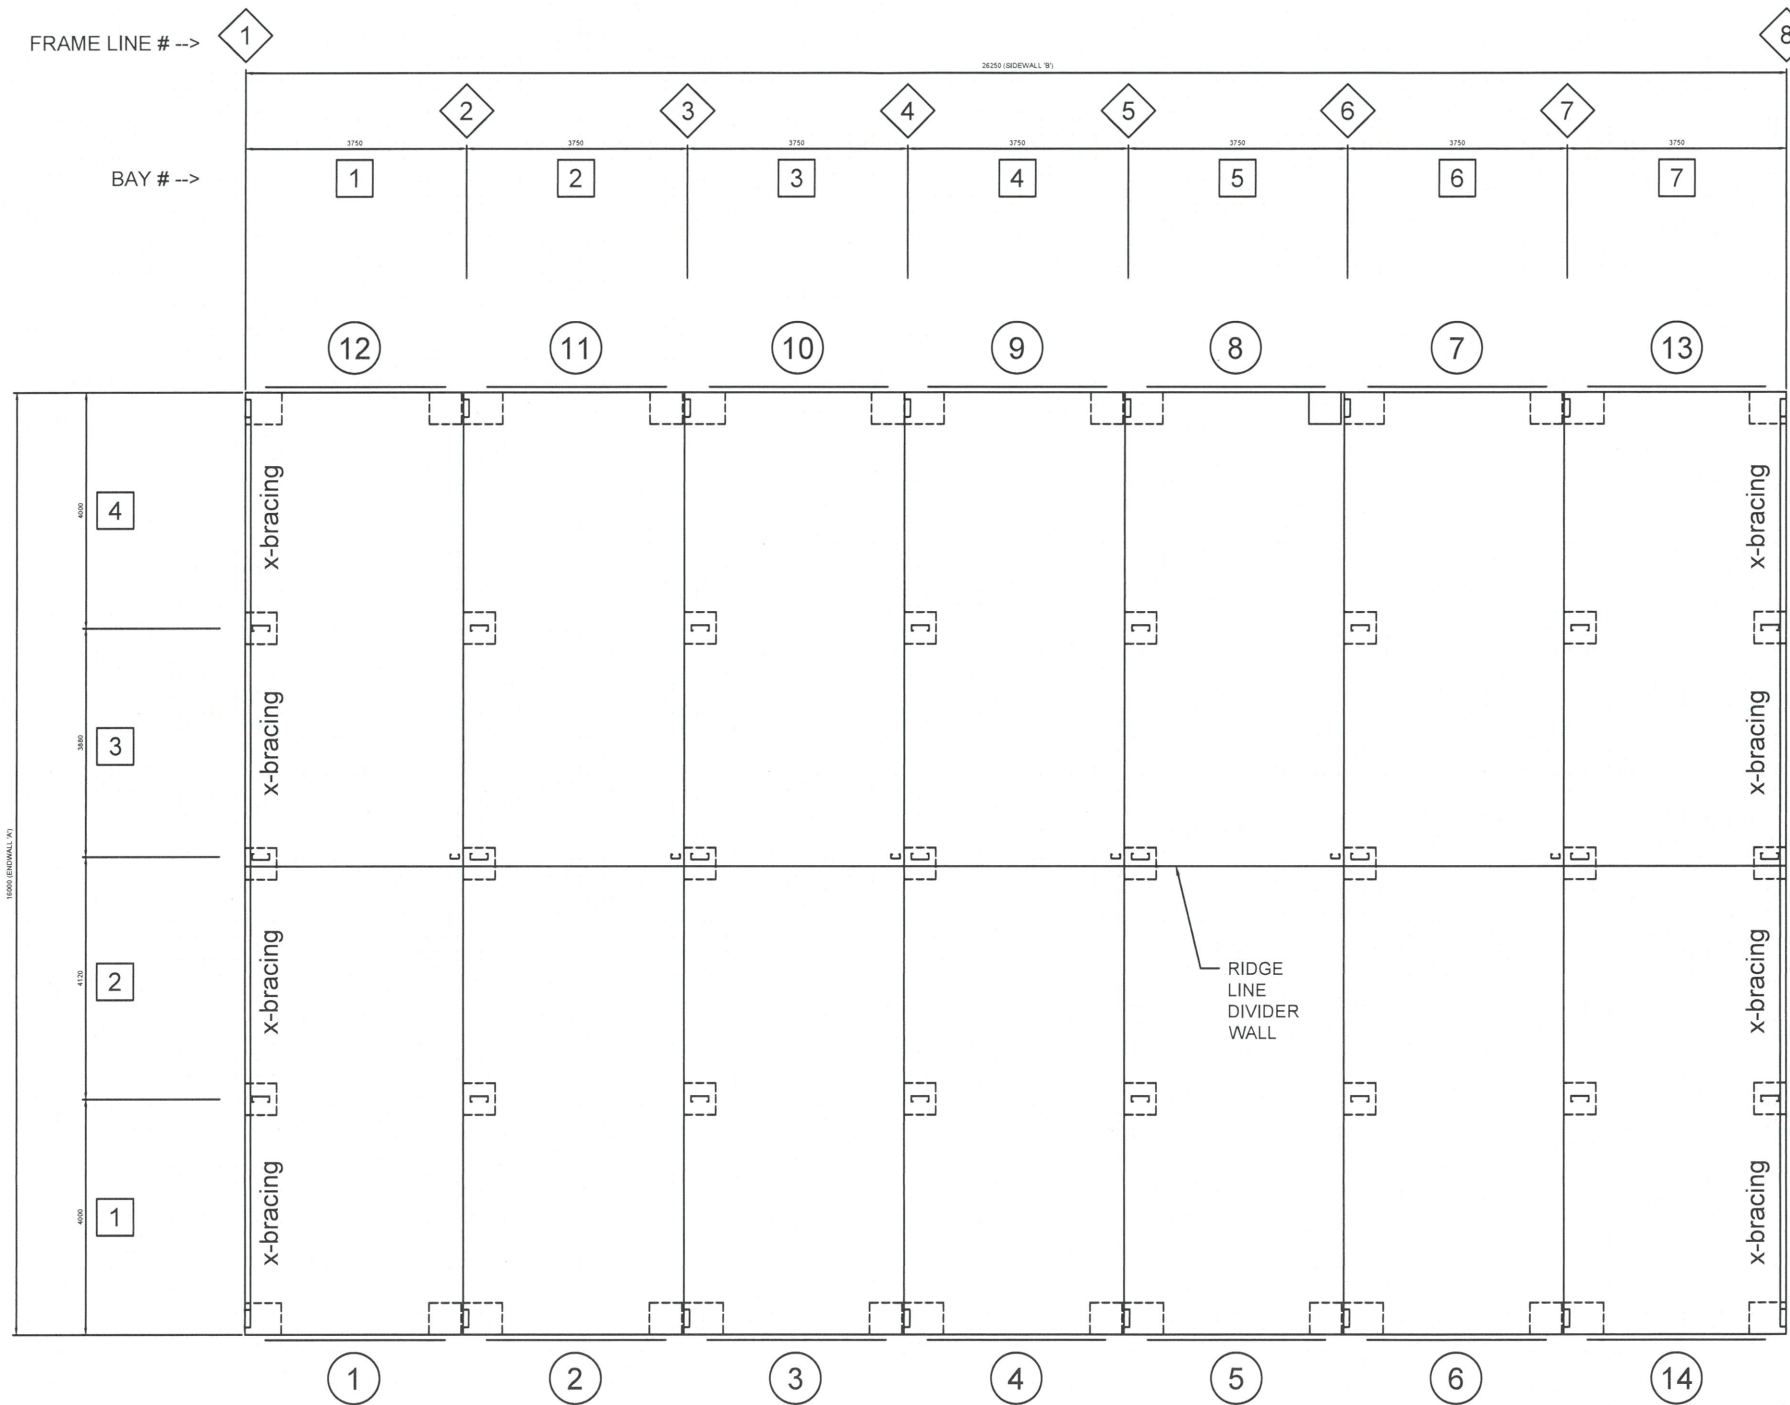 FRAME LINE # -->
1
8
26250 (SIDEWALL 'B')
2
3
4
5
6
7
3750
3750
3750
3750
3750
3750
3750
BAY # -->
1
2
3
4
5
6
7
12
11
10
9
8
7
13
4000
4
x-bracing
x-bracing
3880
3
x-bracing
x-bracing
16000 (ENDWALL 'A')
4120
2
x-bracing
x-bracing
RIDGE
LINE
DIVIDER
WALL
4000
1
x-bracing
x-bracing
1
2
3
4
5
6
14